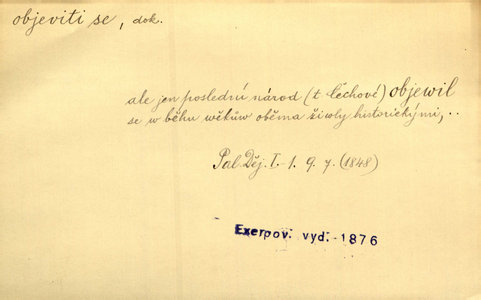 objeviti se, dok.
ale jen poslední národ (t. Čechové) objewil
se w běhu wěkůw oběma žiwly historickými, ..
Pal. Děj. I.-1. 9. 7. (1848)
Exerpov. vyd. 1876